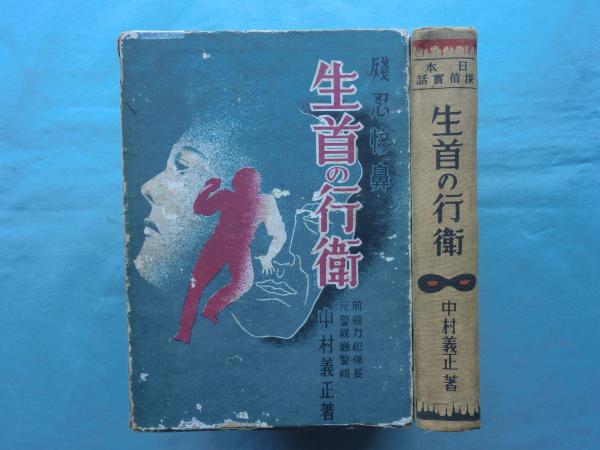 殘忍惨鼻
生首の行衛
前強力犯係長
元警視廳警視
中村義正著
日本
探偵實話
生首の行衛
中村義正著